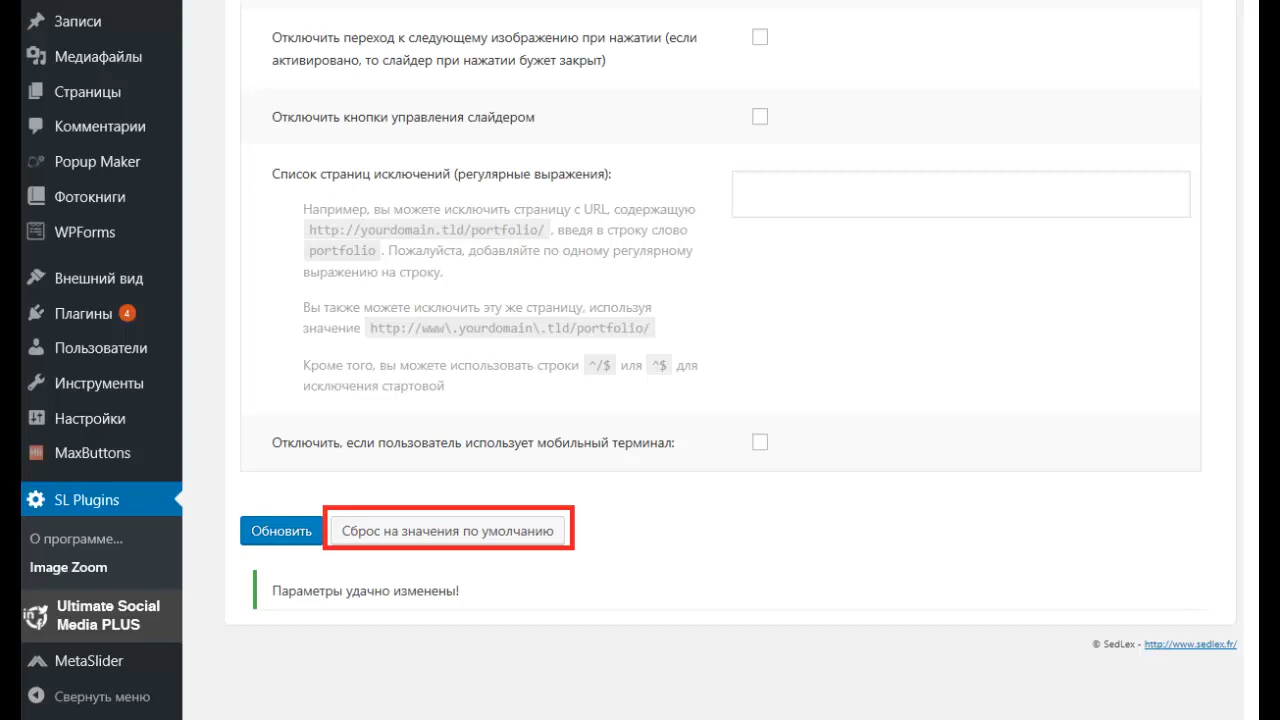 Записи
Медиафайлы
Страницы
Комментарии
Popup Maker
Фотокниги
WPForms
Внешний вид
Плагины 4
Пользователи
Инструменты
Настройки
MaxButtons
SL Plugins
О программе...
Image Zoom
Ultimate Social
Media PLUS
MetaSlider
Свернуть меню
Отключить переход к следующему изображению при нажатии (если
активировано, то слайдер при нажатии бужет закрыт)
Отключить кнопки управления слайдером
Список страниц исключений (регулярные выражения):
Например, вы можете исключить страницу с URL, содержащую
http://yourdomain.tld/portfolio/ , введя в строку слово
portfolio . Пожалуйста, добавляйте по одному регулярному
выражению на строку.
Вы также можете исключить эту же страницу, используя
значение http://www\.yourdomain\.tld/portfolio/
Кроме того, вы можете использовать строки ^/$ или ^$ для
исключения стартовой
Отключить, если пользователь использует мобильный терминал:
Обновить Сброс на значения по умолчанию
Параметры удачно изменены!
© SedLex - http://www.sedlex.fr/